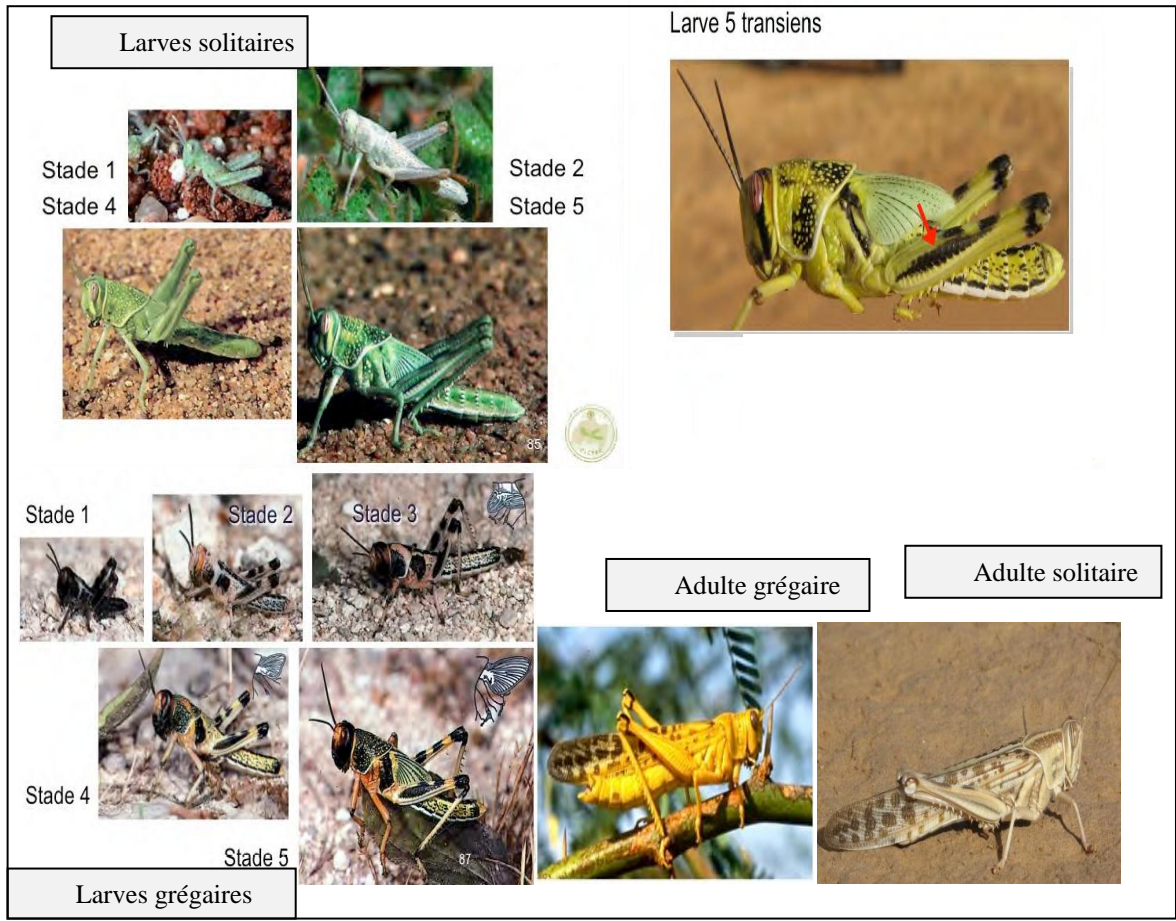 Larves solitaires
Larve 5 transiens
Stade 1
Stade 2
Stade 4
Stade 5
85
Stade 1
Stade 2
Stade 3
Adulte grégaire
Adulte solitaire
Stade 4
Stade 5
87
Larves grégaires